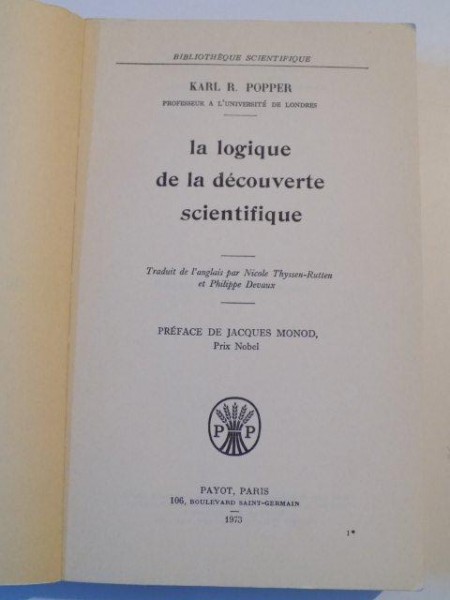 BIBLIOTHÈQUE SCIENTIFIQUE
KARL R. POPPER
PROFESSEUR A L'UNIVERSITÉ DE LONDRES
la logique
de la découverte
scientifique
Traduit de l'anglais par Nicole Thyssen-Rutten
et Philippe Devaux
PRÉFACE DE JACQUES MONOD,
Prix Nobel
P P
PAYOT, PARIS
106, BOULEVARD SAINT-GERMAIN
1973
1*